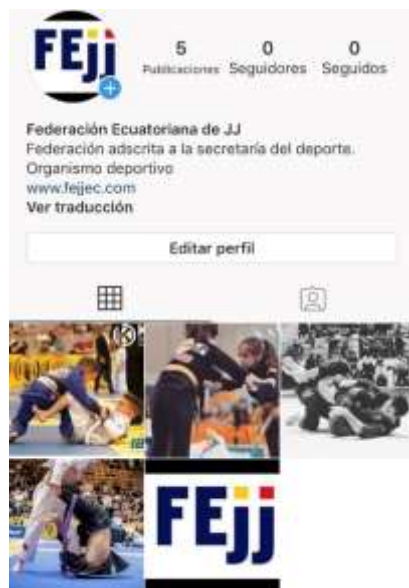 FEjj
5 0 0
Publicaciones Seguidores Seguidos
Federación Ecuatoriana de JJ
Federación adscrita a la secretaría del deporte.
Organismo deportivo
www.fejjec.com
Ver traducción
Editar perfil
FEjj